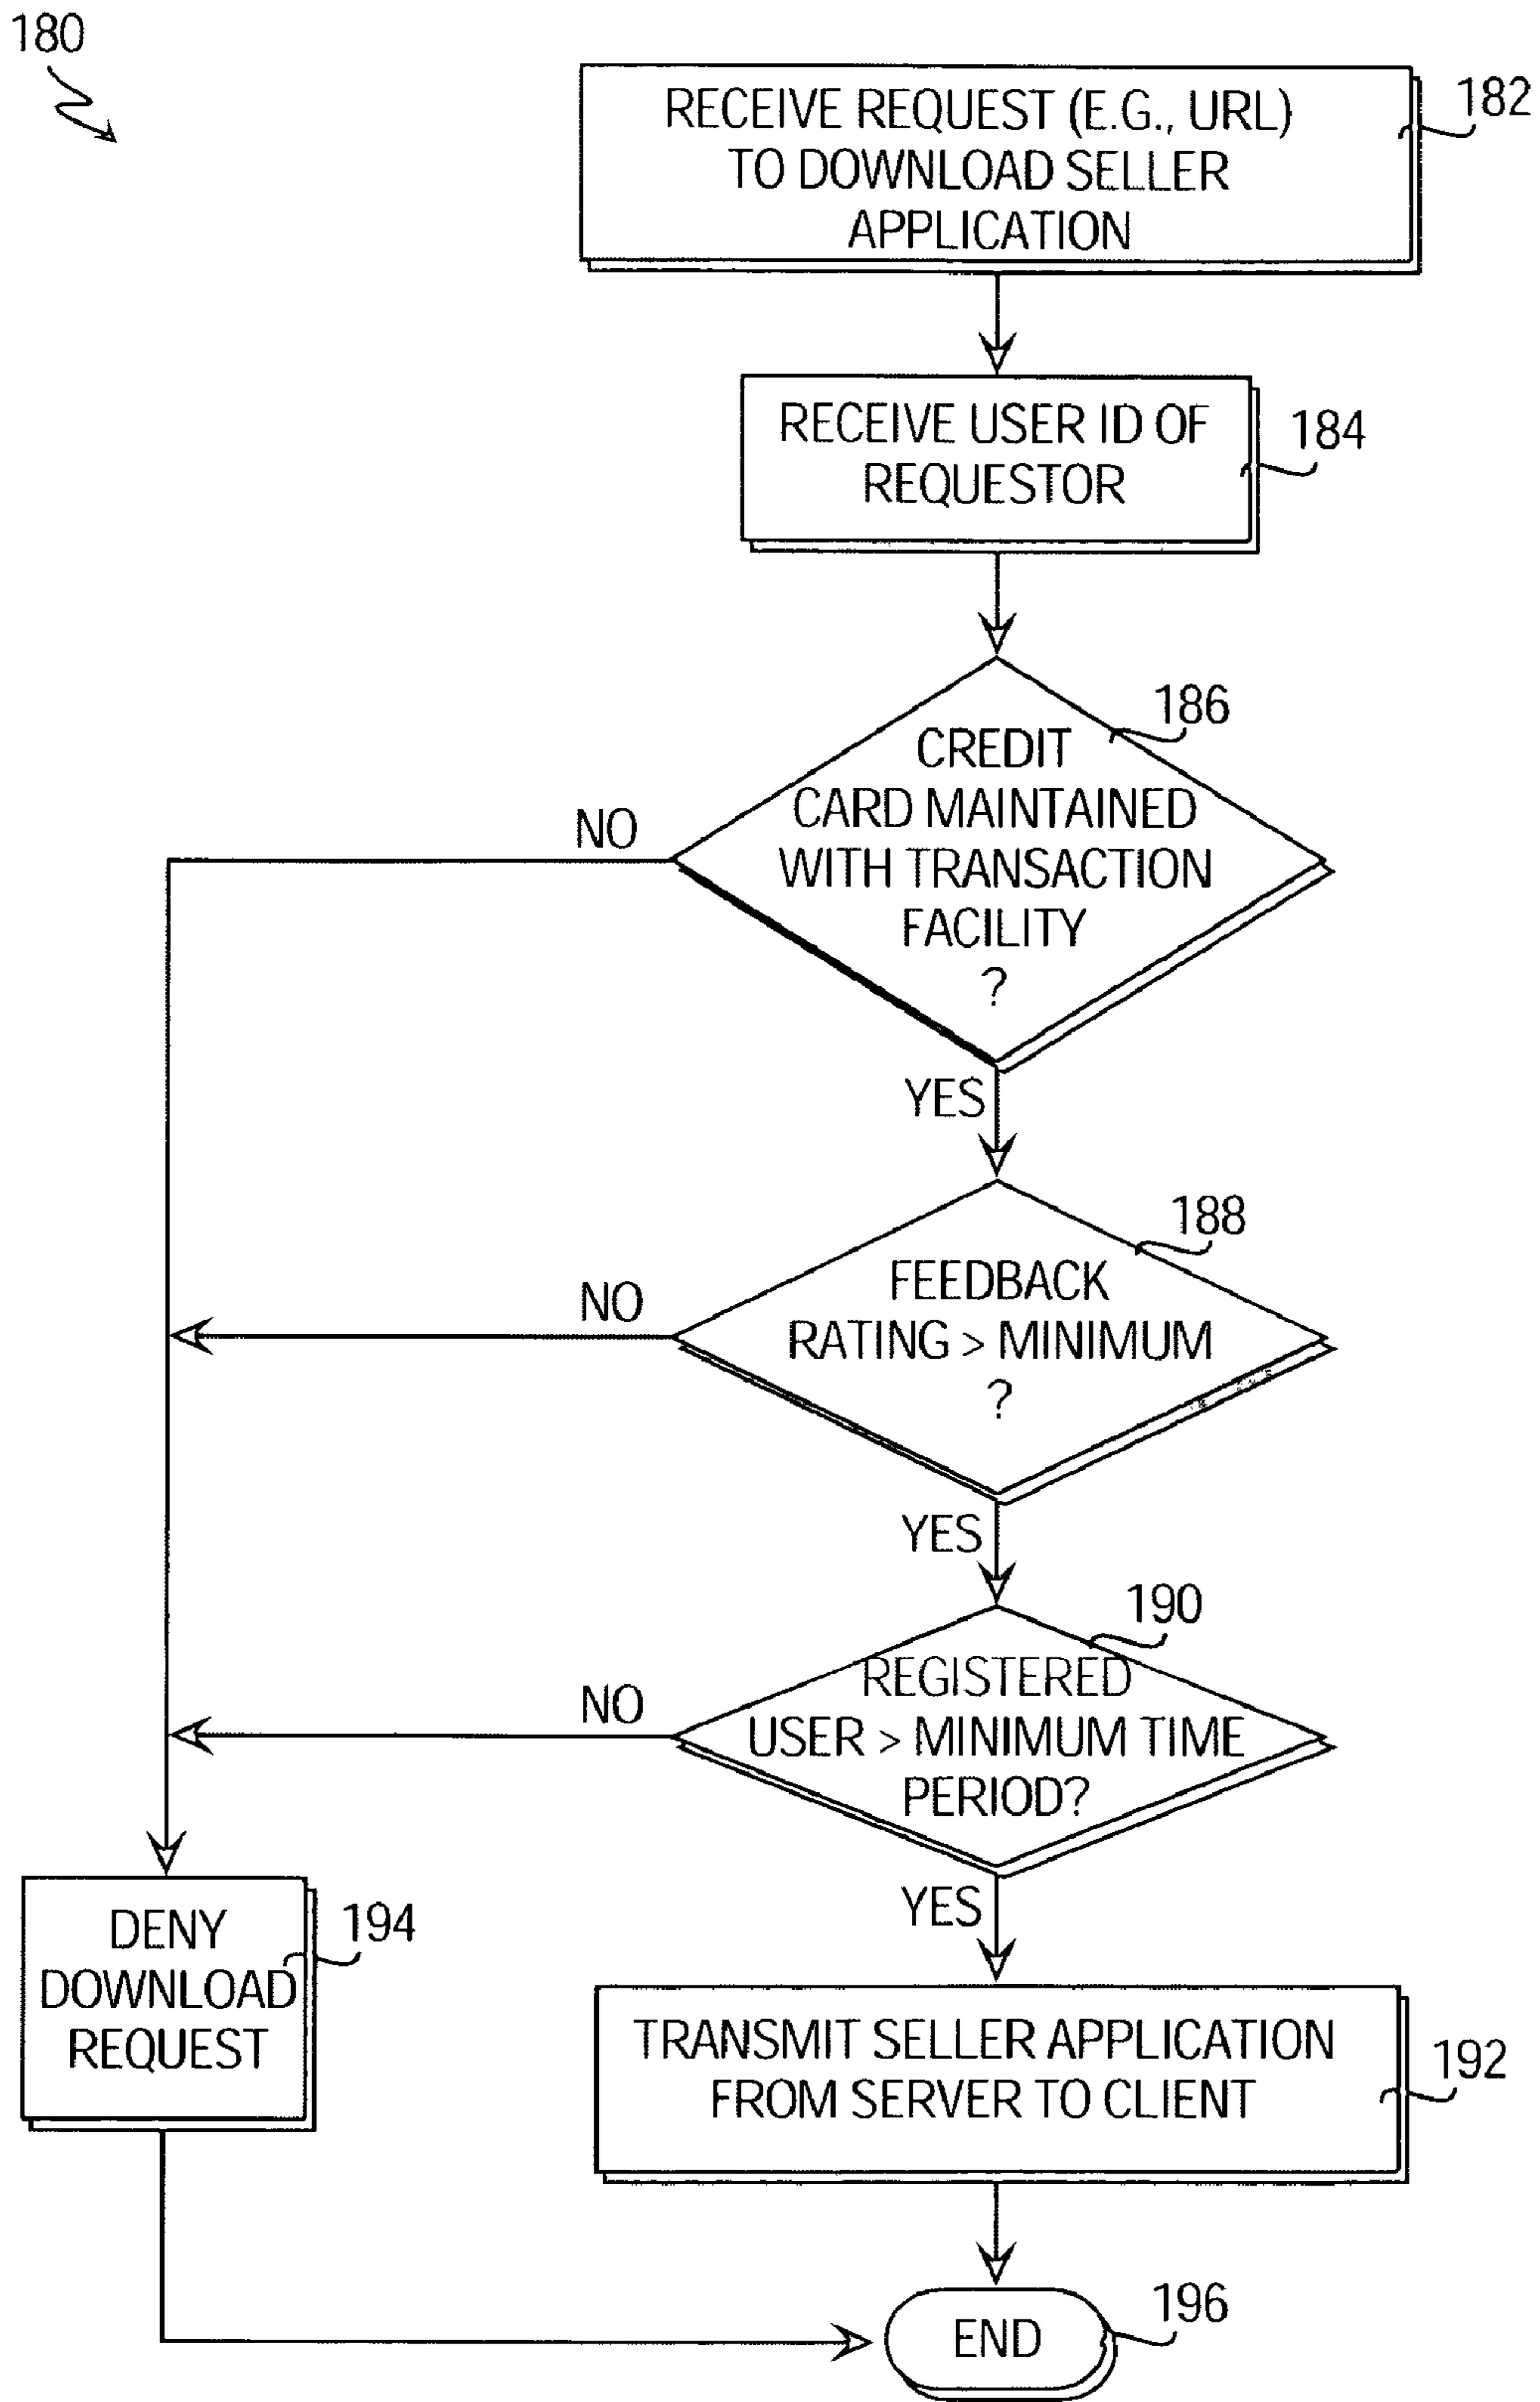 180
RECEIVE REQUEST (E.G., URL)
TO DOWNLOAD SELLER
APPLICATION
182
RECEIVE USER ID OF
REQUESTOR
184
186
CREDIT
CARD MAINTAINED
WITH TRANSACTION
FACILITY
?
NO
YES
188
FEEDBACK
RATING > MINIMUM
?
NO
YES
190
REGISTERED
USER > MINIMUM TIME
PERIOD?
NO
YES
DENY
DOWNLOAD
REQUEST
194
TRANSMIT SELLER APPLICATION
FROM SERVER TO CLIENT
192
END
196